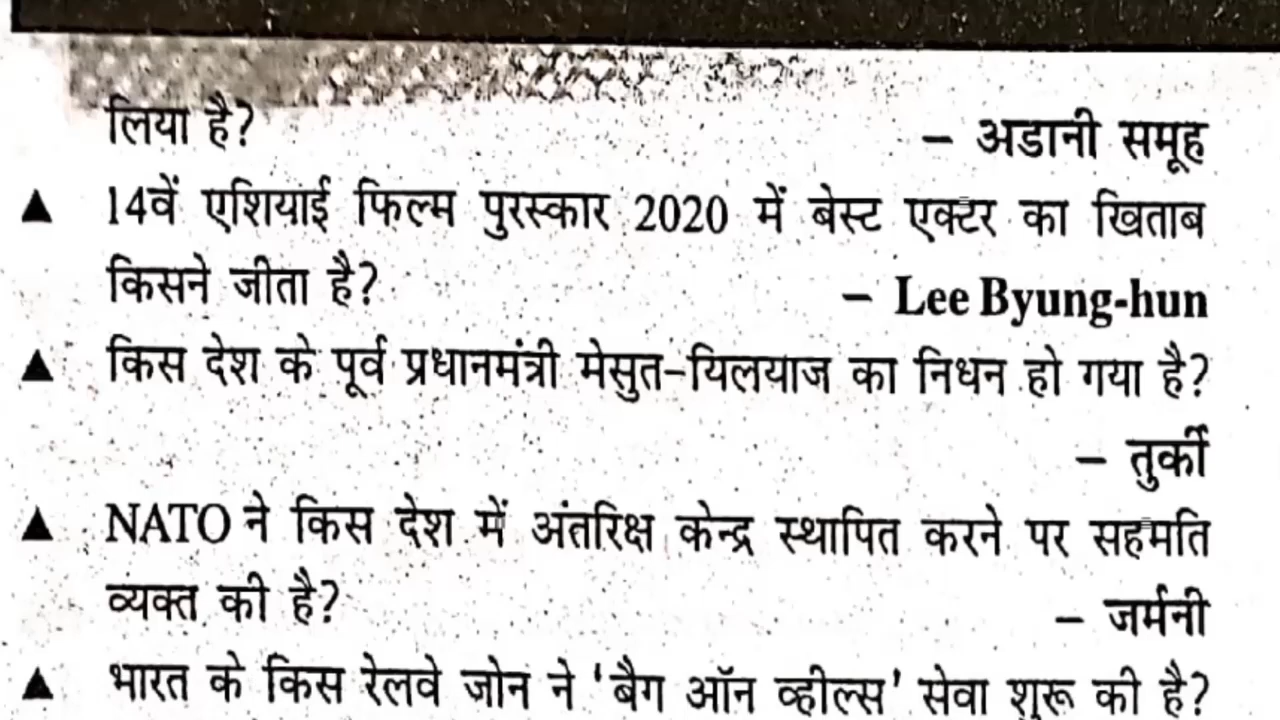 लिया है? – अडानी समूह
▲ 14वें एशियाई फिल्म पुरस्कार 2020 में बेस्ट एक्टर का खिताब
किसने जीता है? – Lee Byung-hun
▲ किस देश के पूर्व प्रधानमंत्री मेसुत-यिलयाज का निधन हो गया है?
– तुर्की
▲ NATO ने किस देश में अंतरिक्ष केन्द्र स्थापित करने पर सहमति
व्यक्त की है? – जर्मनी
▲ भारत के किस रेलवे जोन ने 'बैग ऑन व्हील्स' सेवा शुरू की है?